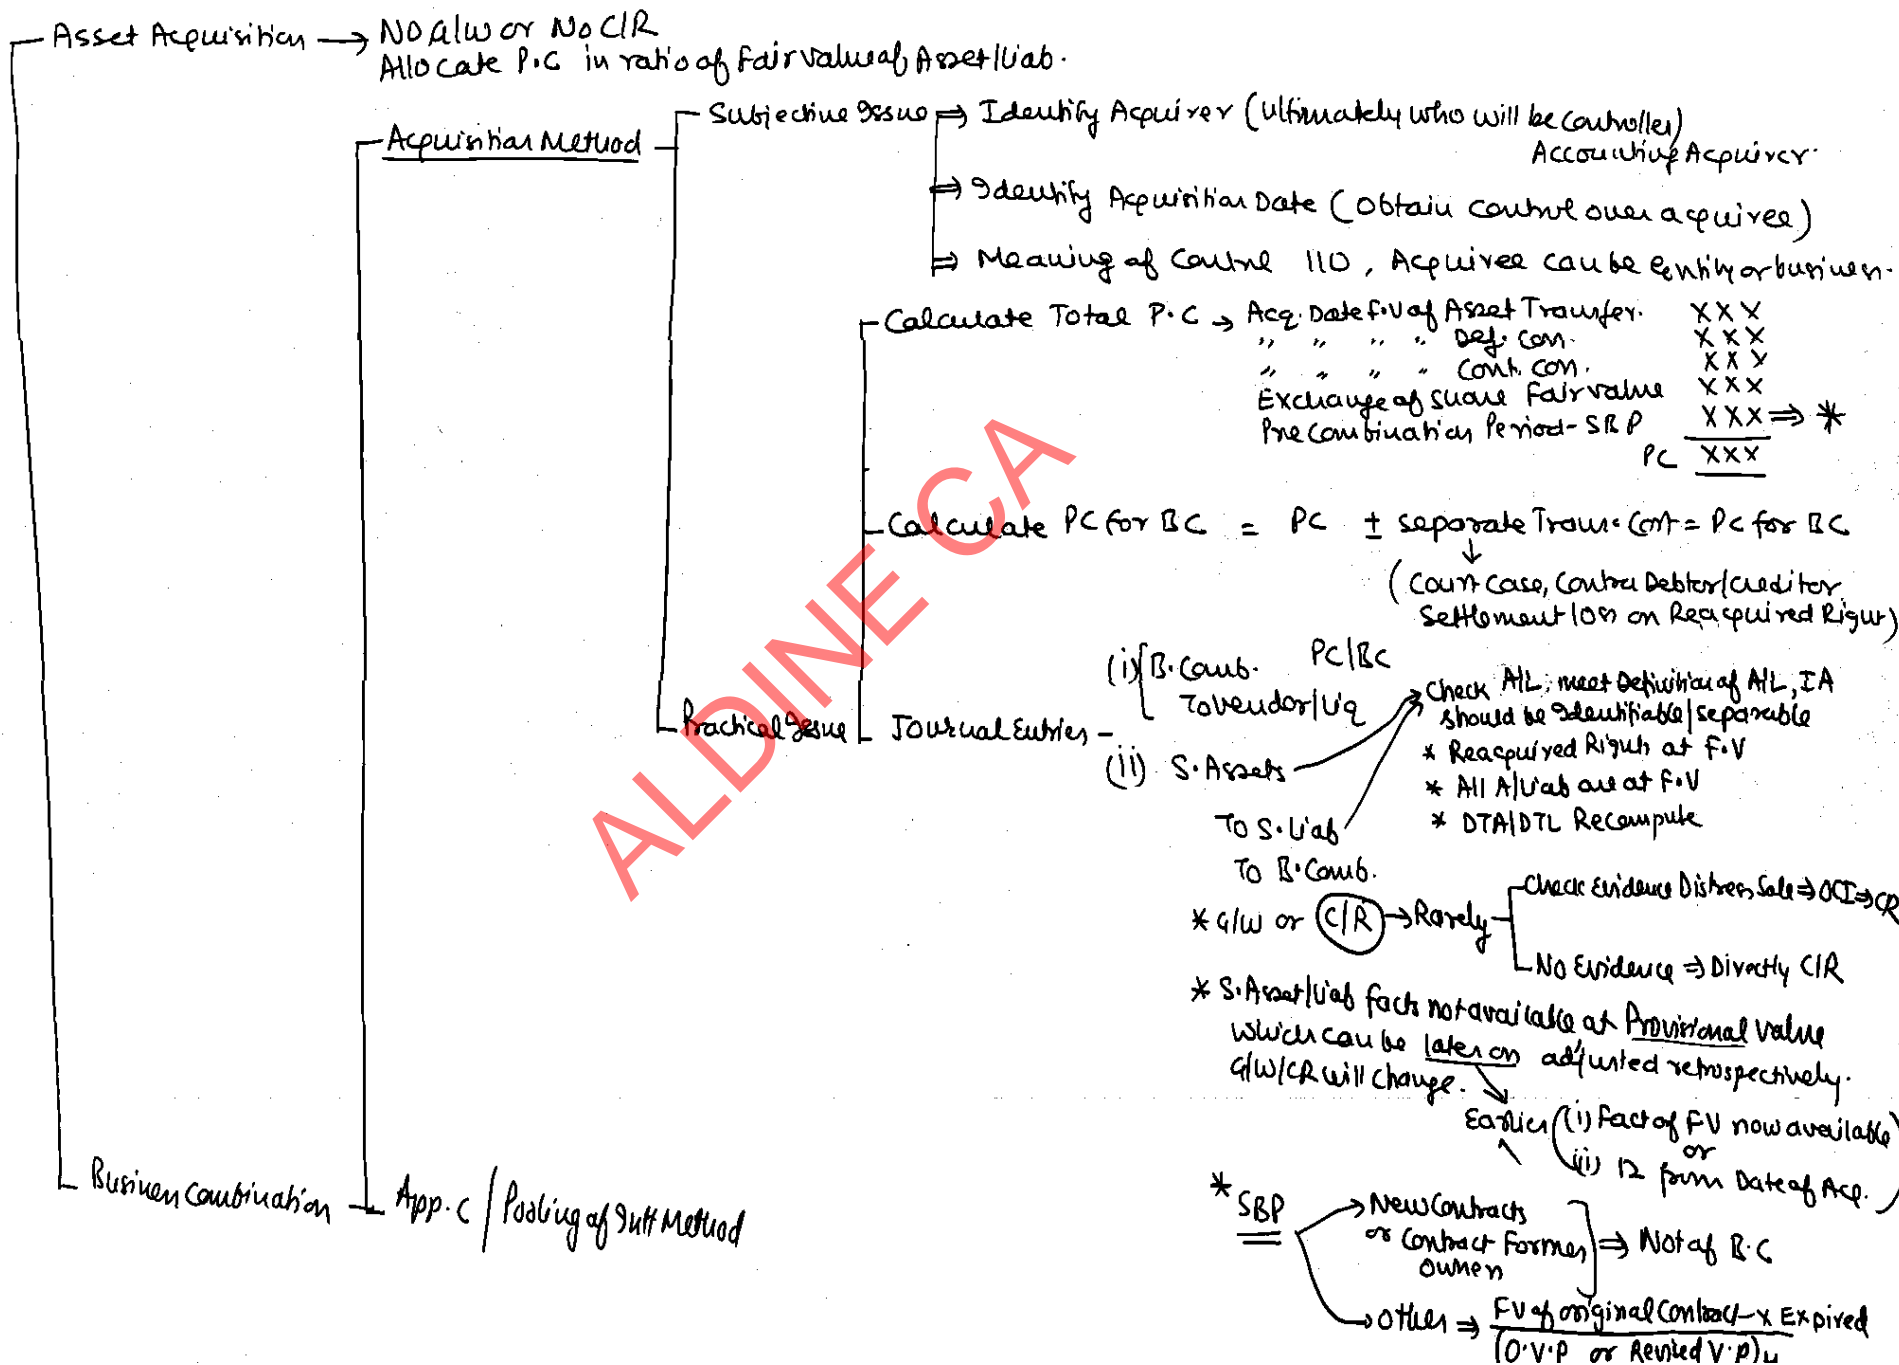 Asset Acquisition → NO G/W or NO C/R
Allocate P.C in ratio of Fair value of Asset/Liab.
Acquisition Method
Subjective Issue ⇒ Identify Acquirer (Ultimately who will be controller)
Accounting Acquirer.
⇒ Identify Acquisition Date (Obtain control over acquiree)
⇒ Meaning of Control 110, Acquiree can be Entity or business.
Calculate Total P.C → Acq. Date F.V of Asset Transfer. XXX
" " " " Def. Con. XXX
" " " " Cont. Con. XXX
Exchange of Share Fair value XXX
Pre Combination Period - SBP XXX ⇒ *
PC XXX
Calculate PC for BC = PC ± separate Trans. Cost = PC for BC
(Court Case, Contra Debtor/Creditor
Settlement loss on Reacquired Right)
Practical Issue
Journal Entries -
(i) B. Comb. PC/BC
To Vendor/Liq
(ii) S. Assets
To S. Liab
To B. Comb.
Check A/L; meet Definition of A/L, IA
should be Identifiable/separable
* Reacquired Right at F.V
* All A/Liab are at F.V
* DTA/DTL Recompute
* G/W or C/R → Rarely
Check Evidence Distress Sale ⇒ OCI ⇒ CR
No Evidence ⇒ Directly C/R
* S. Asset/Liab facts not available at Provisional value
which can be later on adjusted retrospectively.
G/W/CR will change.
Earlier (i) Fact of FV now available
or
(ii) 12 from Date of Acq.)
Business Combination
App. C / Pooling of Intt Method
* SBP
→ New Contracts
or Contract Former
Owners
⇒ Not of B.C
→ Other ⇒ FV of original Contract x Expired
(O.V.P or Revised V.P)
ALDINE CA